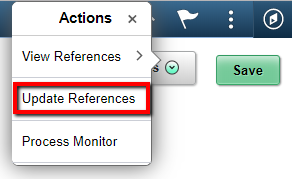 Actions ×
View References
s
Save
Update References
Process Monitor